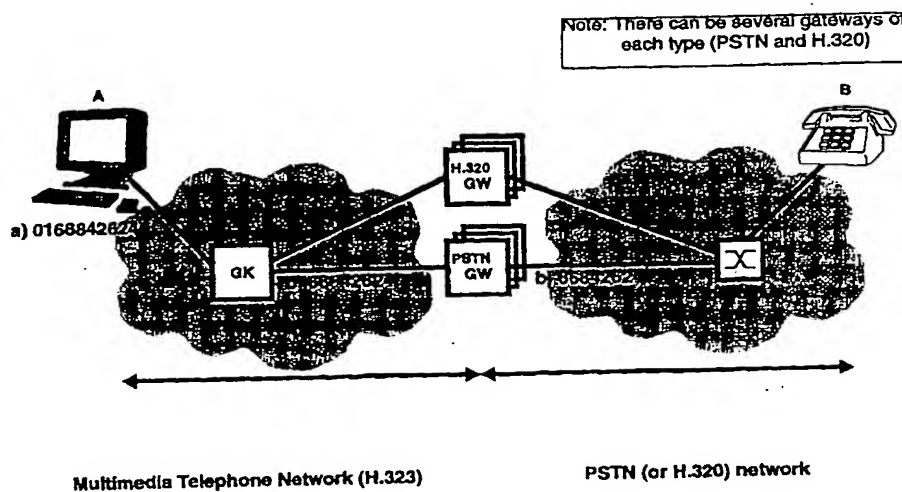 Note: There can be several gateways of
each type (PSTN and H.320)
A
B
H.320
GW
a)
GK
PSTN
GW
Multimedia Telephone Network (H.323)
PSTN (or H.320) network